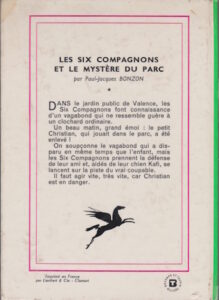 LES SIX COMPAGNONS
ET LE MYSTÈRE DU PARC
par Paul-Jacques BONZON
DANS le jardin public de Valence, les
Six Compagnons font connaissance
d'un vagabond qui ne ressemble guère à
un clochard ordinaire.
Un beau matin, grand émoi : le petit
Christian, qui jouait dans le parc, a été
enlevé !
On soupçonne le vagabond qui a dis-
paru en même temps que l'enfant, mais
les Six Compagnons prennent la défense
de leur ami et, aidés de leur chien Kafi, se
lancent sur la piste du vrai coupable.
Il faut agir vite, très vite, car Christian
est en danger.
Imprimé en France
par Brodard & Cie